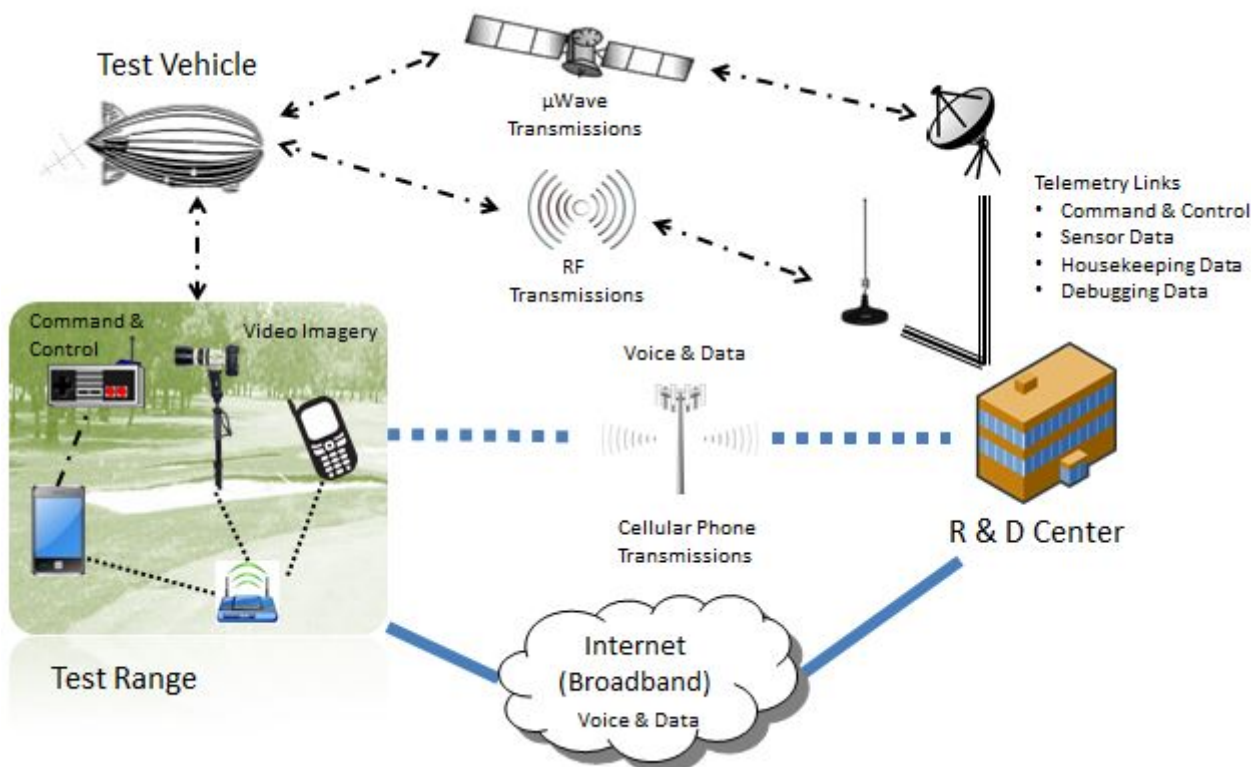 Test Vehicle
µWave
Transmissions
RF
Transmissions
Telemetry Links
• Command & Control
• Sensor Data
• Housekeeping Data
• Debugging Data
Command &
Control
Video Imagery
Voice & Data
Cellular Phone
Transmissions
R & D Center
Test Range
Internet
(Broadband)
Voice & Data